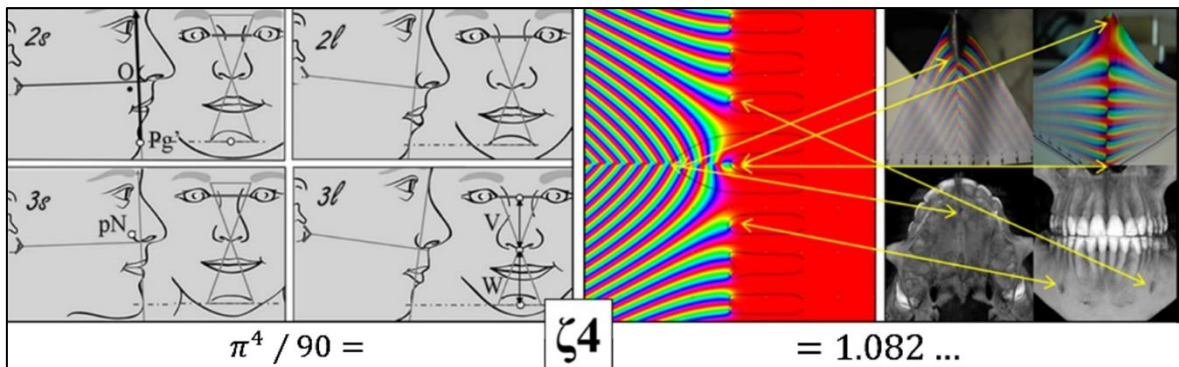 2s
O
Pg'
2l
3s
pN
3l
V
W
π⁴ / 90 =
ζ4
= 1.082 ...